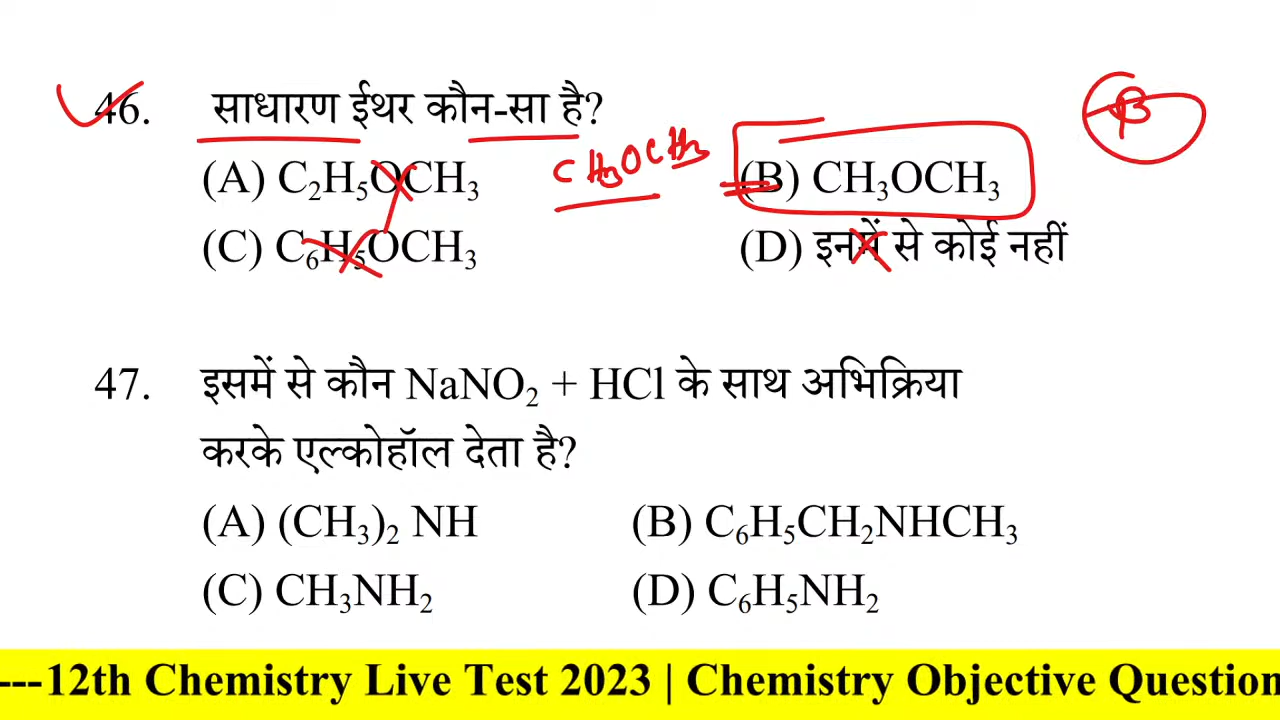 46. साधारण ईथर कौन-सा है?
(A) C₂H₅OCH₃ CH₃OCH₃ (B) CH₃OCH₃
B
(C) C₆H₅OCH₃ (D) इनमें से कोई नहीं
47. इसमें से कौन NaNO₂ + HCl के साथ अभिक्रिया
करके एल्कोहॉल देता है?
(A) (CH₃)₂ NH (B) C₆H₅CH₂NHCH₃
(C) CH₃NH₂ (D) C₆H₅NH₂
---12th Chemistry Live Test 2023 | Chemistry Objective Question